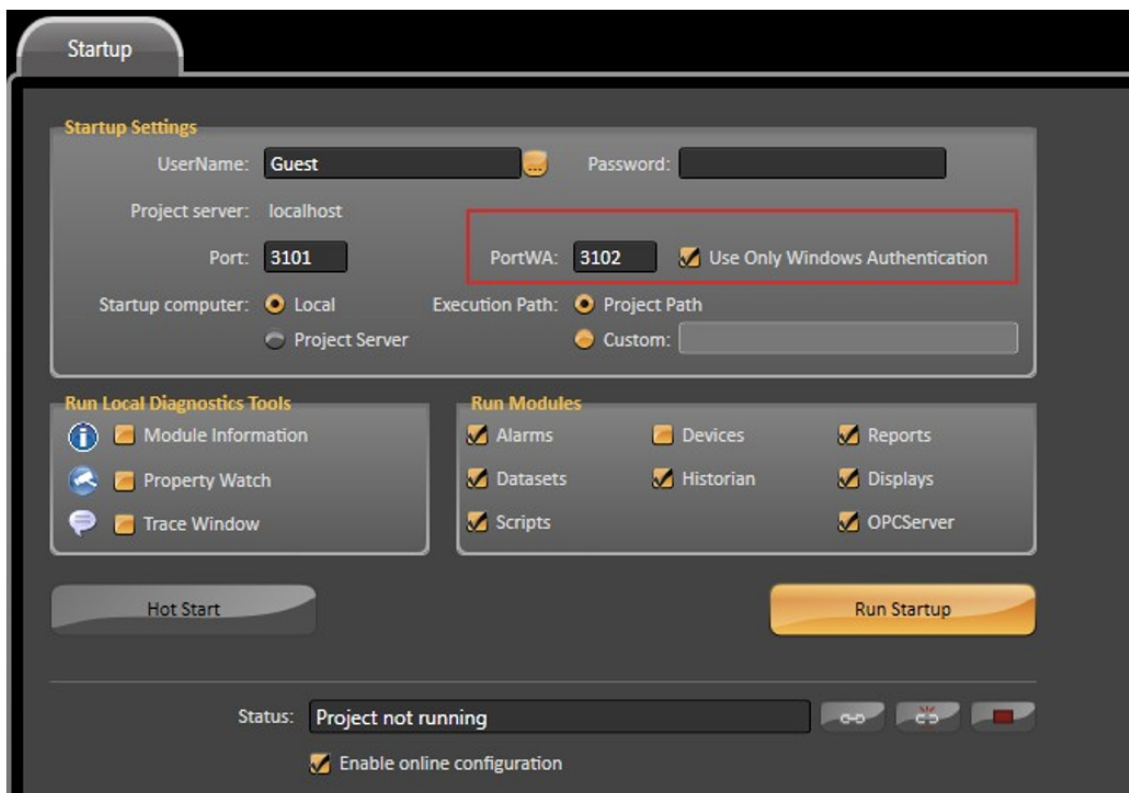 Startup
Startup Settings
UserName: Guest ... Password:
Project server: localhost
Port: 3101 PortWA: 3102 Use Only Windows Authentication
Startup computer: Local Execution Path: Project Path
Project Server Custom:
Run Local Diagnostics Tools
Module Information
Property Watch
Trace Window
Run Modules
Alarms Devices Reports
Datasets Historian Displays
Scripts OPCServer
Hot Start Run Startup
Status: Project not running
Enable online configuration